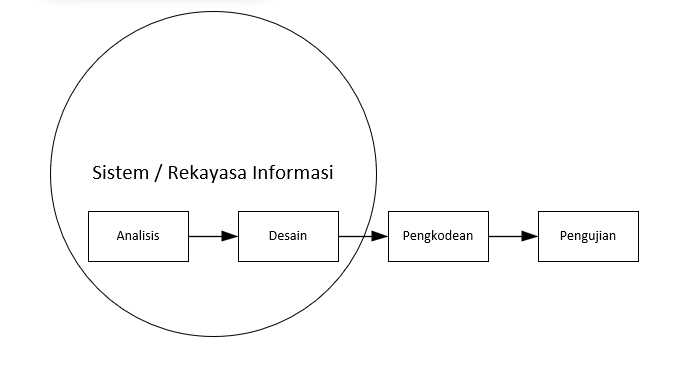 Sistem / Rekayasa Informasi
Analisis
Desain
Pengkodean
Pengujian